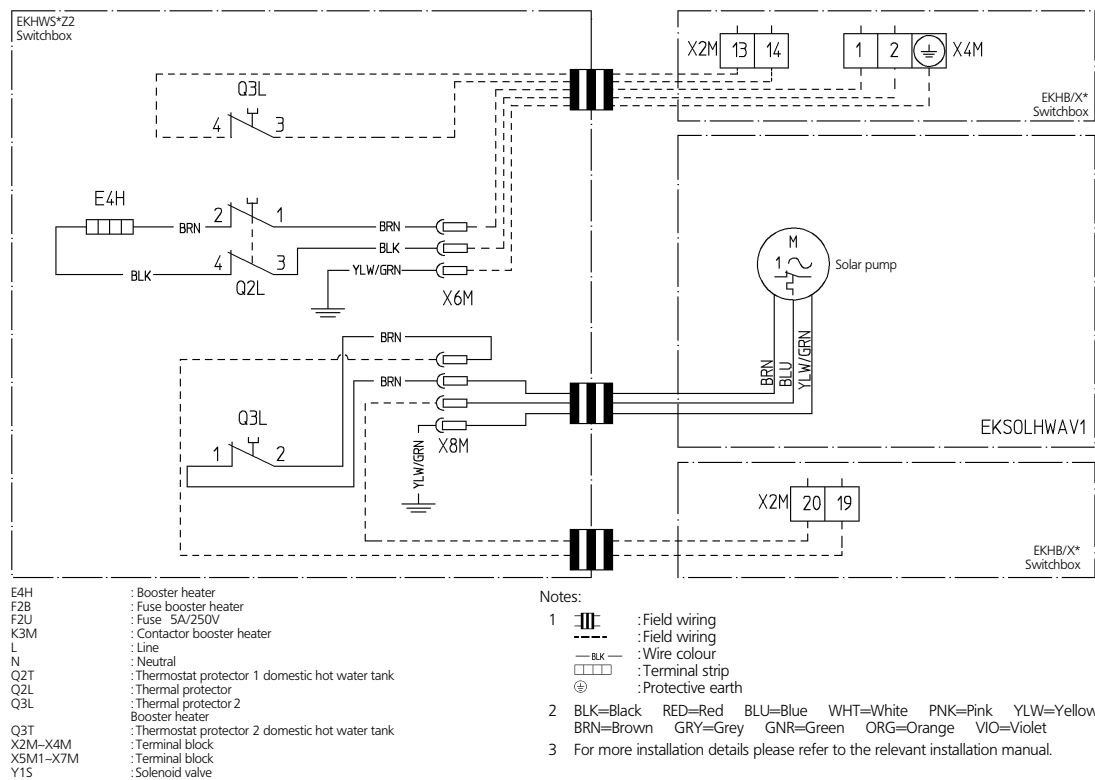 EKHWS*Z2
Switchbox
X2M 13 14 1 2 X4M
EKHB/X*
Switchbox
Q3L
4 3
E4H
BRN 2 1 BRN
BLK 4 3 BLK
Q2L
YLW/GRN
X6M
M
1
Solar pump
BRN BLU YLW/GRN
EKSOLHWAV1
BRN
BRN
Q3L
1 2
X8M
YLW/GRN
X2M 20 19
EKHB/X*
Switchbox
E4H : Booster heater
F2B : Fuse booster heater
F2U : Fuse 5A/250V
K3M : Contactor booster heater
L : Line
N : Neutral
Q2T : Thermostat protector 1 domestic hot water tank
Q2L : Thermal protector
Q3L : Thermal protector 2
Booster heater
Q3T : Thermostat protector 2 domestic hot water tank
X2M~X4M : Terminal block
X5M1~X7M : Terminal block
Y1S : Solenoid valve
Notes:
1 : Field wiring
: Field wiring
BLK : Wire colour
: Terminal strip
: Protective earth
2 BLK=Black RED=Red BLU=Blue WHT=White PNK=Pink YLW=Yellow
BRN=Brown GRY=Grey GNR=Green ORG=Orange VIO=Violet
3 For more installation details please refer to the relevant installation manual.